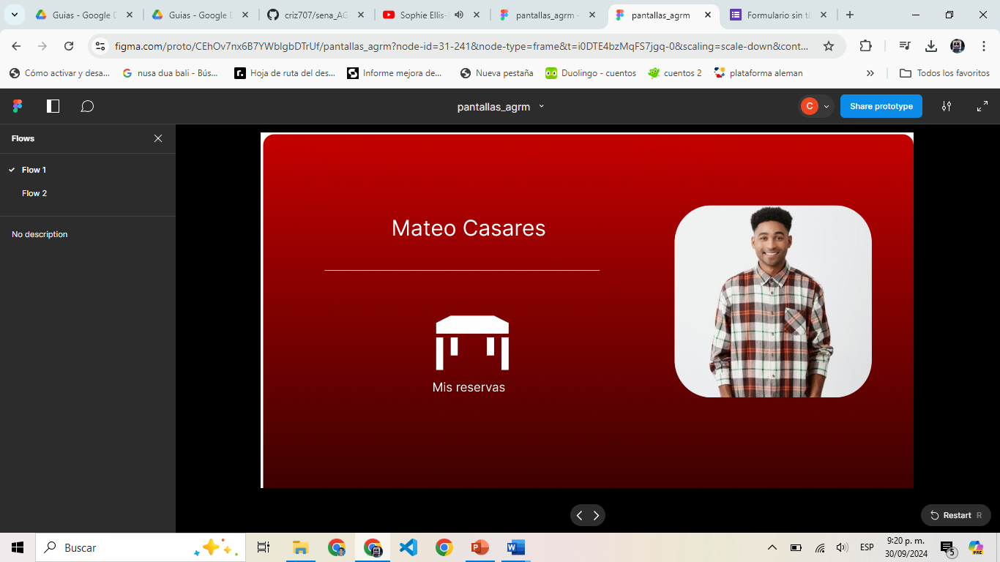 Guias - Google D
Guias - Google D
criz707/sena_AG
Sophie Ellis-
pantallas_agrm -
pantallas_agrm
Formulario sin t
figma.com/proto/CEhOv7nx6B7YWbIgbDTrUf/pantallas_agrm?node-id=31-241&node-type=frame&t=i0DTE4bzMqFS7jgq-0&scaling=scale-down&cont...
Cómo activar y desa...
nusa dua bali - Bús...
Hoja de ruta del des...
Informe mejora de...
Nueva pestaña
Duolingo - cuentos
cuentos 2
plataforma aleman
Todos los favoritos
pantallas_agrm
C
Share prototype
Flows
Flow 1
Flow 2
No description
Mateo Casares
Mis reservas
Restart R
Buscar
ESP
9:20 p. m.
30/09/2024
5
PRE